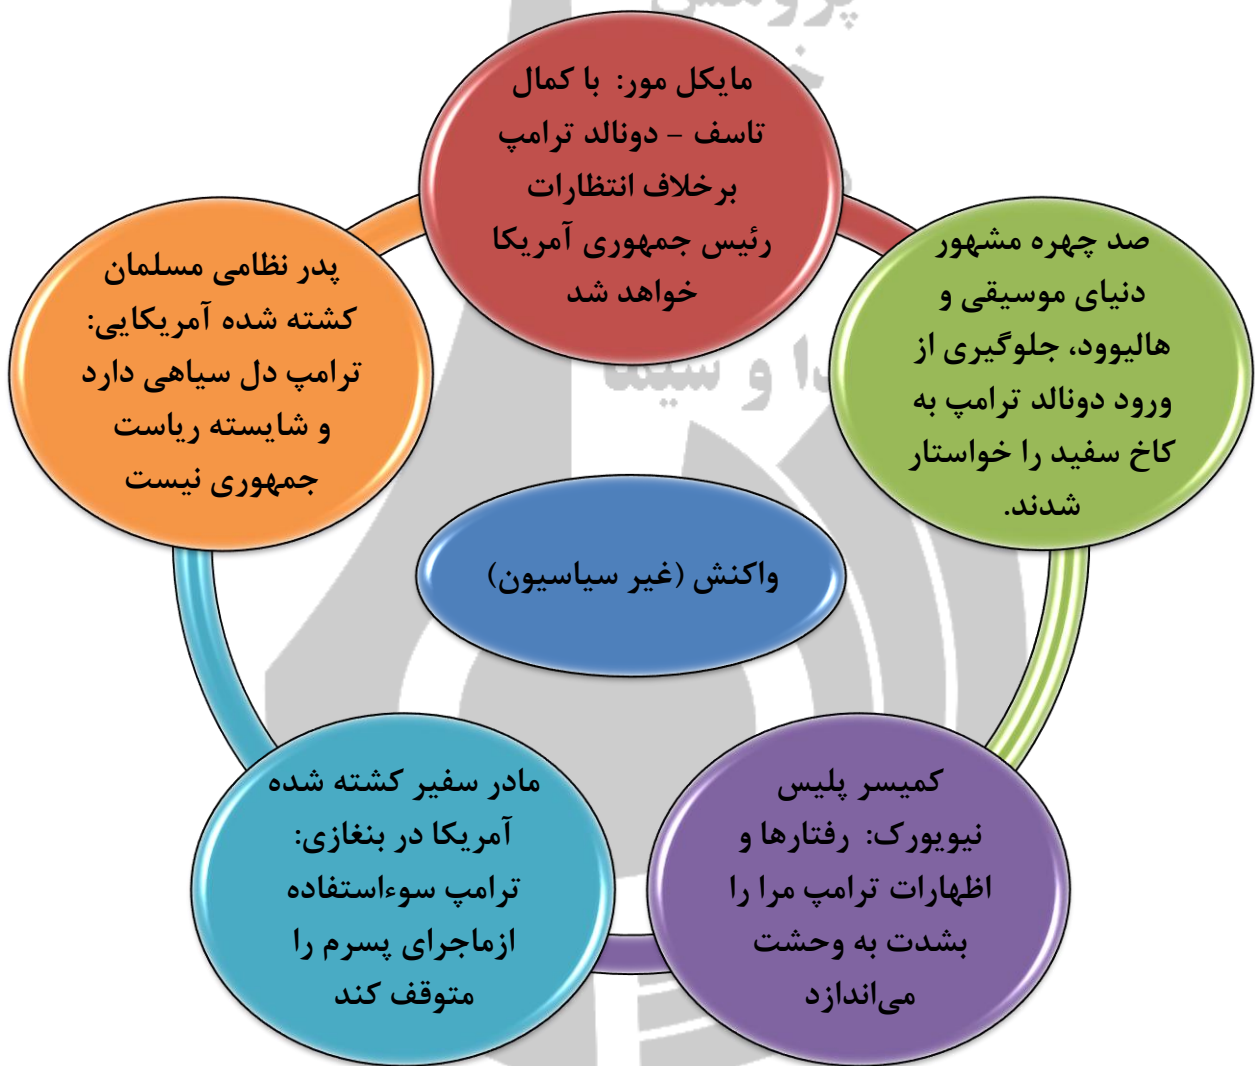 پژوهش
مایکل مور: با کمال
تاسف – دونالد ترامپ
برخلاف انتظارات
رئیس جمهوری آمریکا
خواهد شد
صد چهره مشهور
دنیای موسیقی و
هالیوود، جلوگیری از
ورود دونالد ترامپ به
کاخ سفید را خواستار
شدند.
کمیسر پلیس
نیویورک: رفتارها و
اظهارات ترامپ مرا را
بشدت به وحشت
می‌اندازد
مادر سفیر کشته شده
آمریکا در بنغازی:
ترامپ سوءاستفاده
ازماجرای پسرم را
متوقف کند
پدر نظامی مسلمان
کشته شده آمریکایی:
ترامپ دل سیاهی دارد
و شایسته ریاست
جمهوری نیست
واکنش (غیر سیاسیون)
و سیما